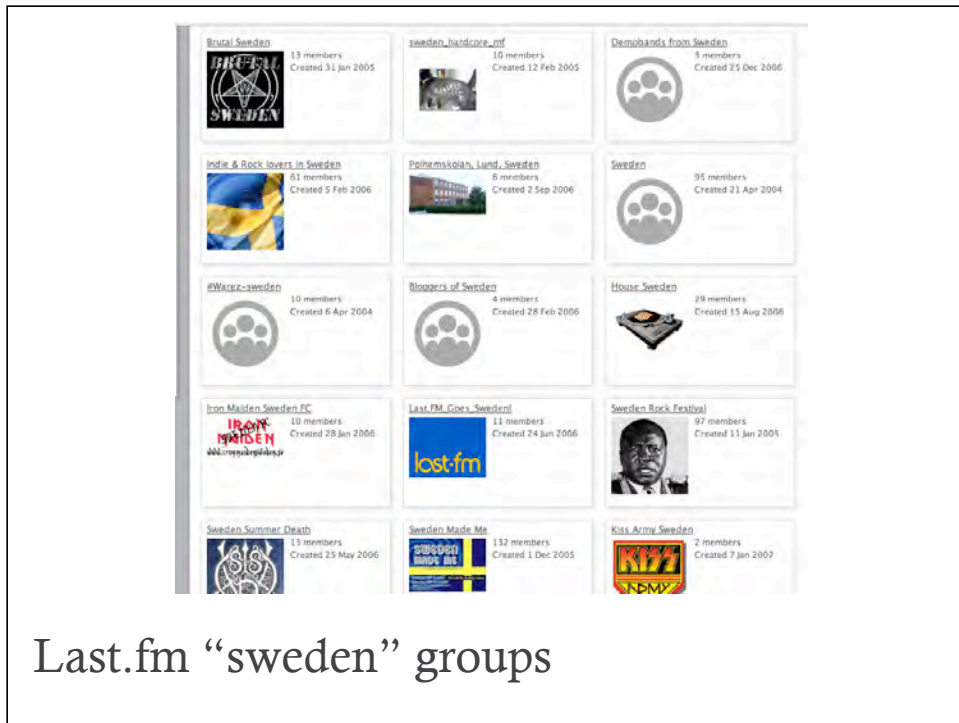 Brutal Sweden
13 members
Created 31 Jan 2005
BRUTAL
SWEDEN
sweden_hardcore_mf
10 members
Created 12 Feb 2005
Demobands from Sweden
5 members
Created 25 Dec 2006
Indie & Rock lovers in Sweden
61 members
Created 5 Feb 2006
Polhemskolan, Lund, Sweden
6 members
Created 2 Sep 2006
Sweden
95 members
Created 21 Apr 2004
#Warez-sweden
10 members
Created 6 Apr 2004
Bloggers of Sweden
4 members
Created 28 Feb 2006
House Sweden
29 members
Created 15 Aug 2006
Iron Maiden Sweden FC
10 members
Created 28 Jan 2006
IRON
MAIDEN
Last.FM_Goes_Sweden!
11 members
Created 24 Jun 2006
last·fm
Sweden Rock Festival
97 members
Created 11 Jan 2005
Sweden Summer Death
13 members
Created 25 May 2006
Sweden Made Me
132 members
Created 1 Dec 2005
SWEDEN
MADE ME
Kiss Army Sweden
2 members
Created 7 Jan 2007
KISS
ARMY
Last.fm “sweden” groups